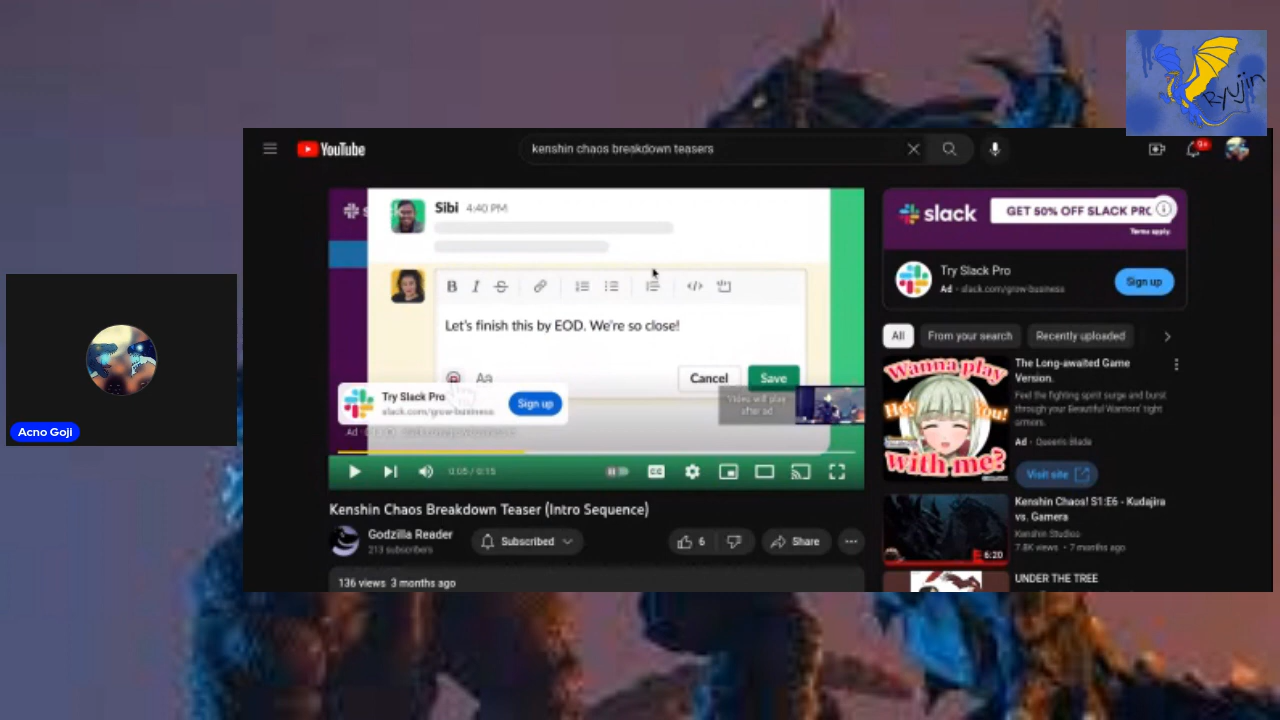 Ryujin
YouTube
kenshin chaos breakdown teasers
9+
Sibi 4:40 PM
B I S
Let's finish this by EOD. We're so close!
Aa
Cancel
Save
Try Slack Pro
slack.com/grow-business
Sign up
Video will play
after ad
Ad
0:05 / 0:15
CC
Kenshin Chaos Breakdown Teaser (Intro Sequence)
Godzilla Reader
213 subscribers
Subscribed
6
Share
136 views 3 months ago
slack
GET 50% OFF SLACK PRO
Terms apply.
Try Slack Pro
Ad · slack.com/grow-business
Sign up
All
From your search
Recently uploaded
Wanna play
Hey
You!
with me?
The Long-awaited Game
Version.
Feel the fighting spirit surge and burst
through your Beautiful Warriors' tight
armors.
Ad · Queen's Blade
Visit site
Kenshin Chaos! S1:E6 - Kudajira
vs. Gamera
Kenshin Studios
7.8K views · 7 months ago
6:20
UNDER THE TREE
Acno Goji